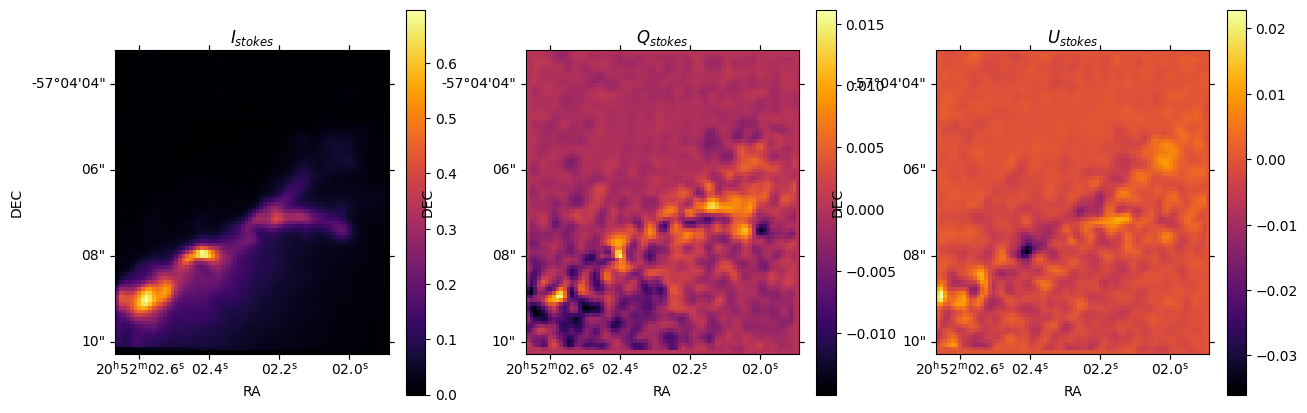 I_stokes
-57°04'04"
06"
08"
10"
DEC
20ʰ52ᵐ02.6ˢ 02.4ˢ 02.2ˢ 02.0ˢ
RA
0.6
0.5
0.4
0.3
0.2
0.1
0.0
Q_stokes
-57°04'04"
06"
08"
10"
DEC
20ʰ52ᵐ02.6ˢ 02.4ˢ 02.2ˢ 02.0ˢ
RA
0.015
0.010
0.005
0.000
−0.005
−0.010
U_stokes
-57°04'04"
06"
08"
10"
DEC
20ʰ52ᵐ02.6ˢ 02.4ˢ 02.2ˢ 02.0ˢ
RA
0.02
0.01
0.00
−0.01
−0.02
−0.03